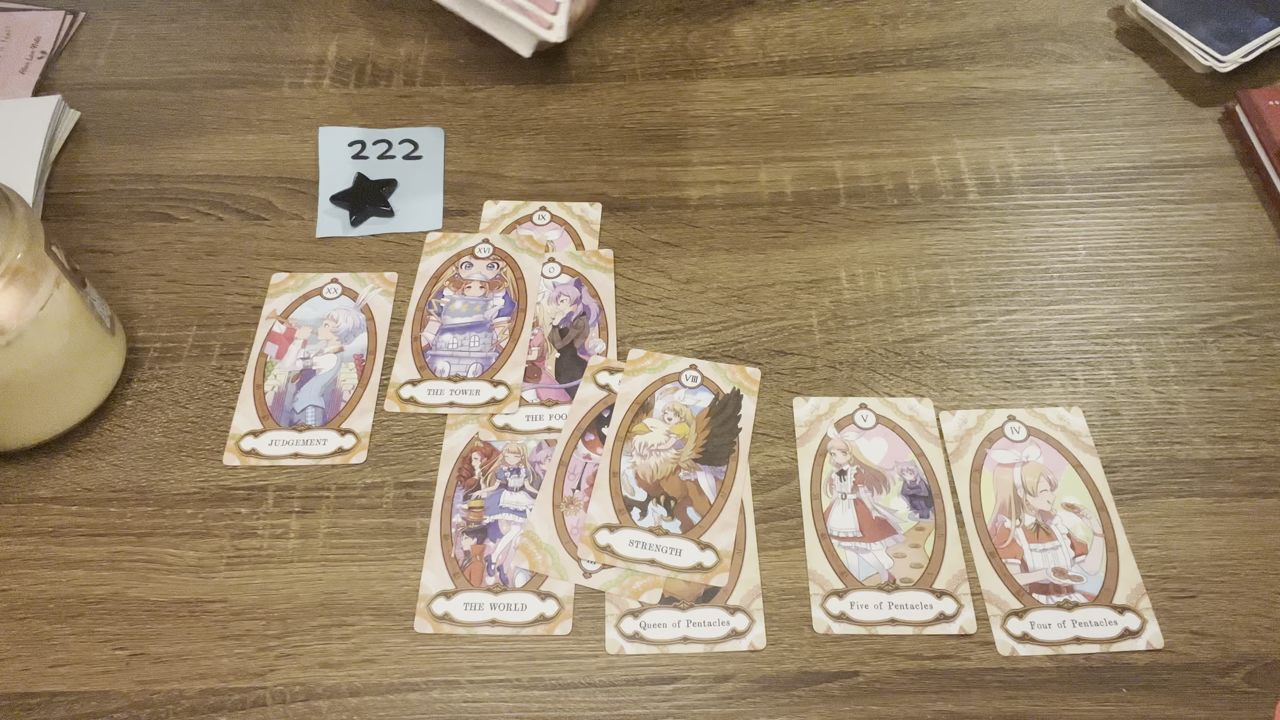 222
IX
XVI
THE TOWER
O
THE FOO
XX
JUDGEMENT
THE WORLD
VIII
STRENGTH
Queen of Pentacles
V
Five of Pentacles
IV
Four of Pentacles